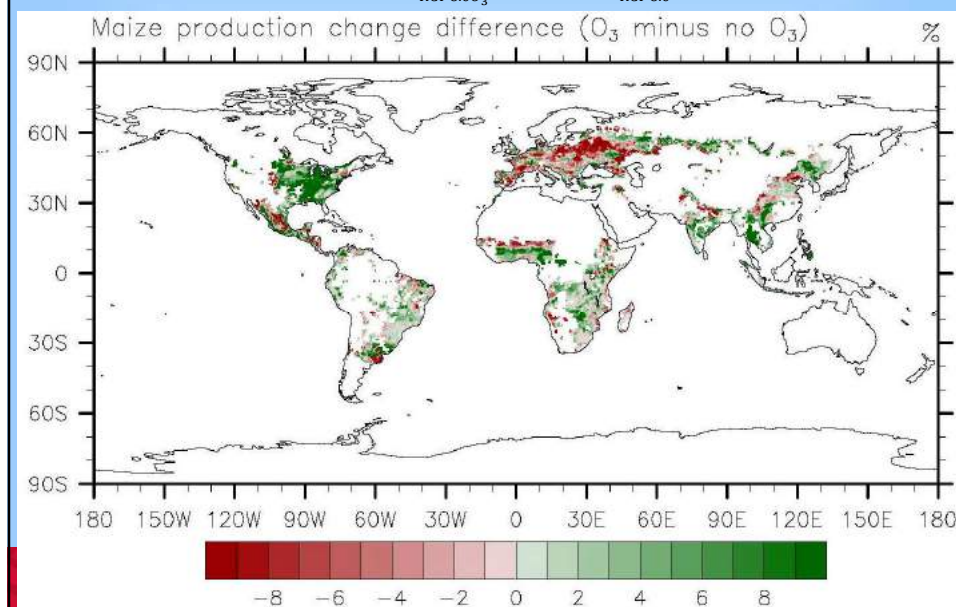 Maize production change difference (O₃ minus no O₃) %
90N
60N
30N
0
30S
60S
90S
180 150W 120W 90W 60W 30W 0 30E 60E 90E 120E 150E 180
-8 -6 -4 -2 0 2 4 6 8